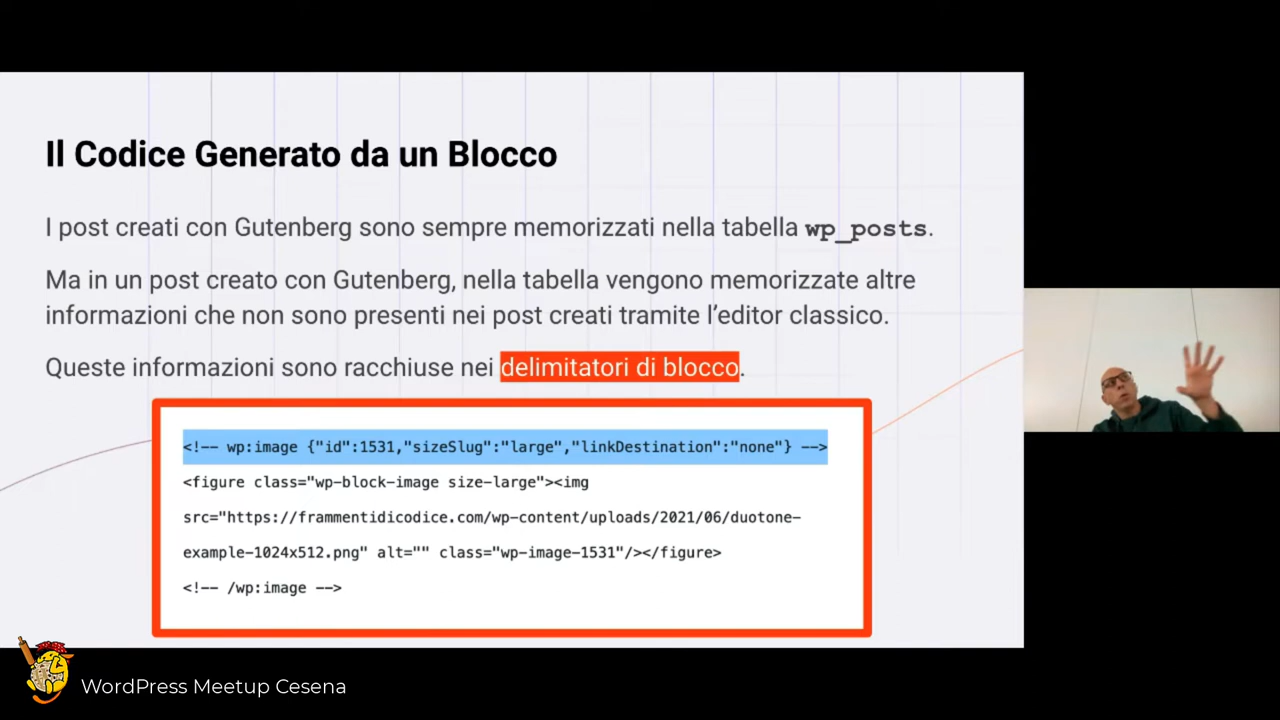 Il Codice Generato da un Blocco
I post creati con Gutenberg sono sempre memorizzati nella tabella wp_posts.
Ma in un post creato con Gutenberg, nella tabella vengono memorizzate altre
informazioni che non sono presenti nei post creati tramite l’editor classico.
Queste informazioni sono racchiuse nei delimitatori di blocco.
<!-- wp:image {"id":1531,"sizeSlug":"large","linkDestination":"none"} -->
<figure class="wp-block-image size-large"><img
src="https://frammentidicodice.com/wp-content/uploads/2021/06/duotone-
example-1024x512.png" alt="" class="wp-image-1531"/></figure>
<!-- /wp:image -->
WordPress Meetup Cesena